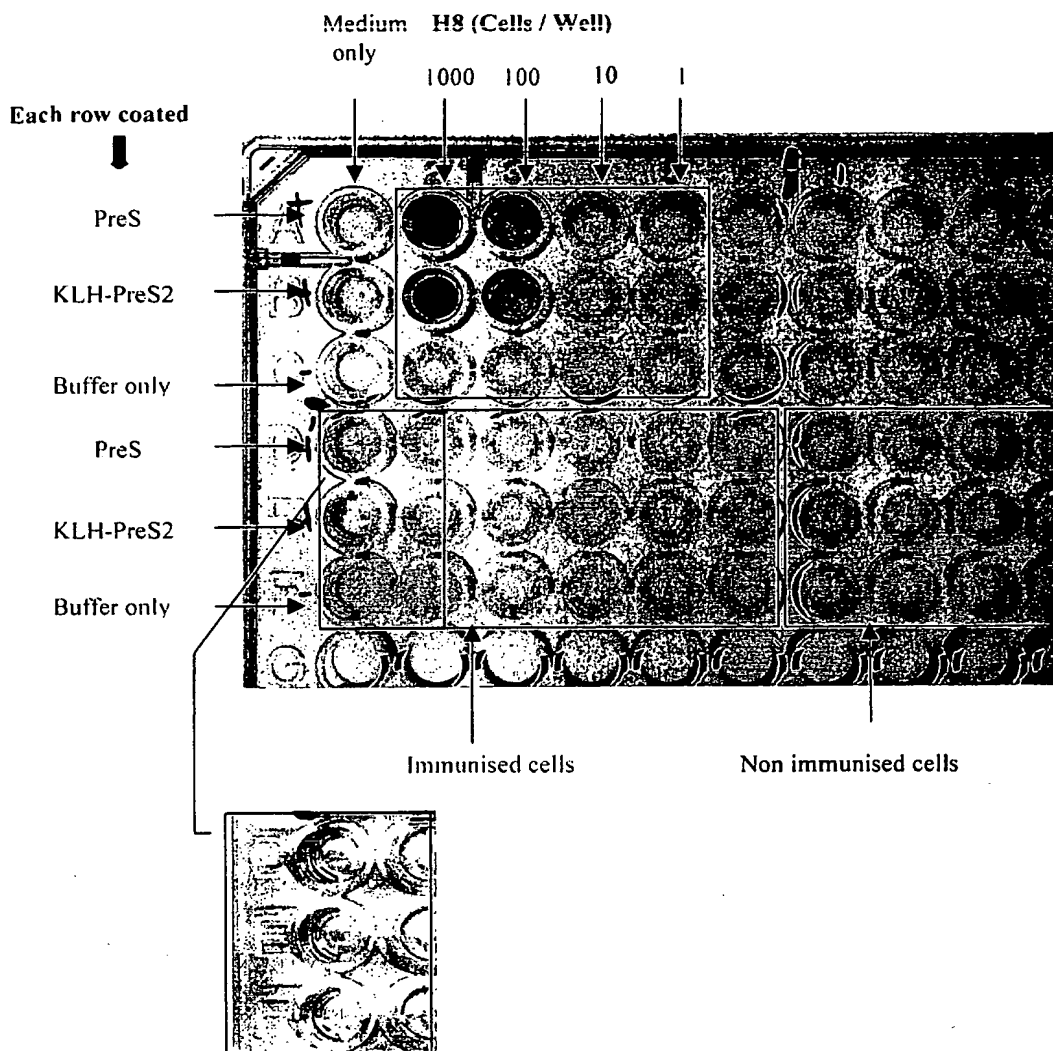 Medium H8 (Cells / Well)
only
1000 100 10 1
Each row coated
PreS
A
KLH-PreS2
Buffer only
PreS
KLH-PreS2
Buffer only
G
Immunised cells Non immunised cells